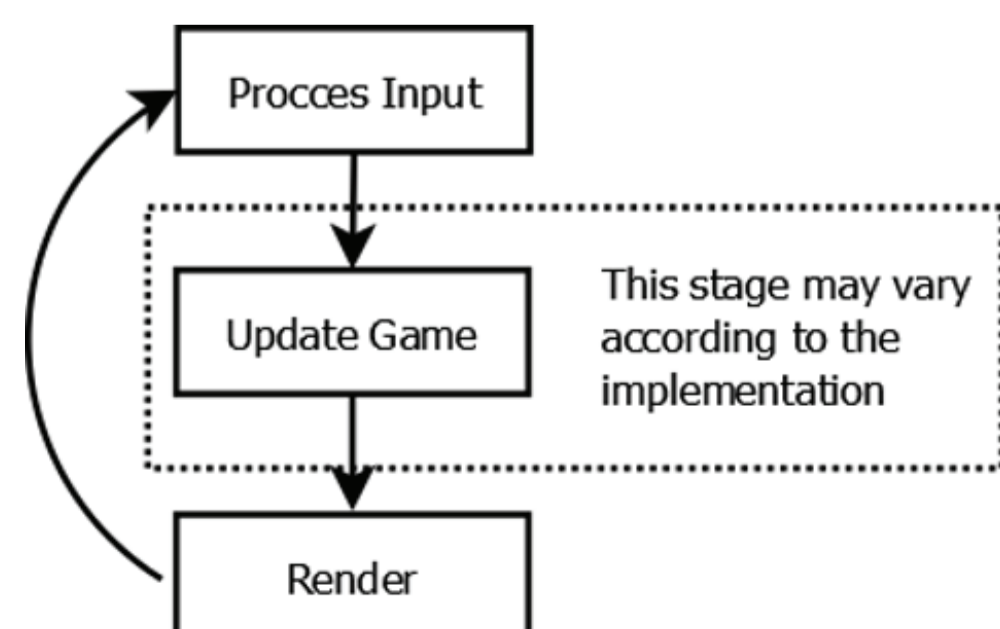 Procces Input
Update Game
This stage may vary
according to the
implementation
Render